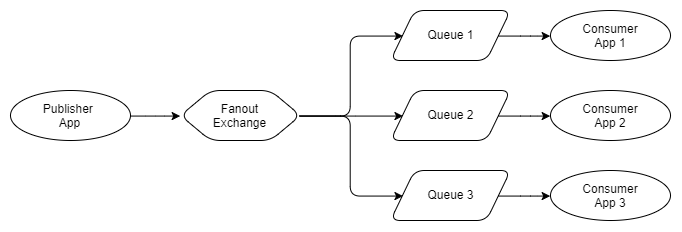 Publisher
App
Fanout
Exchange
Queue 1
Consumer
App 1
Queue 2
Consumer
App 2
Queue 3
Consumer
App 3